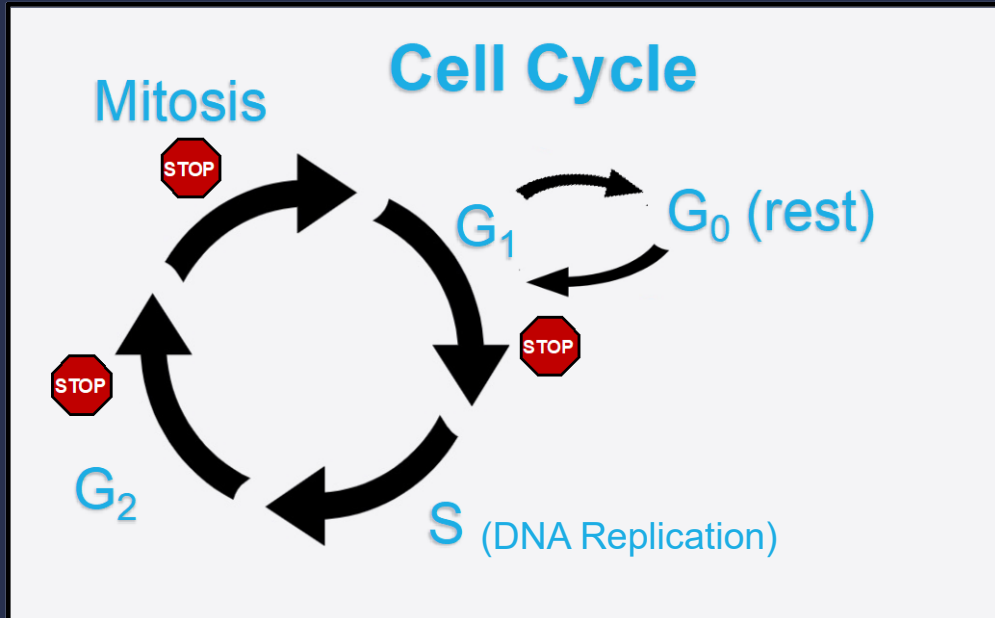 Cell Cycle
Mitosis
STOP
G₁
G₀ (rest)
STOP
STOP
G₂
S (DNA Replication)